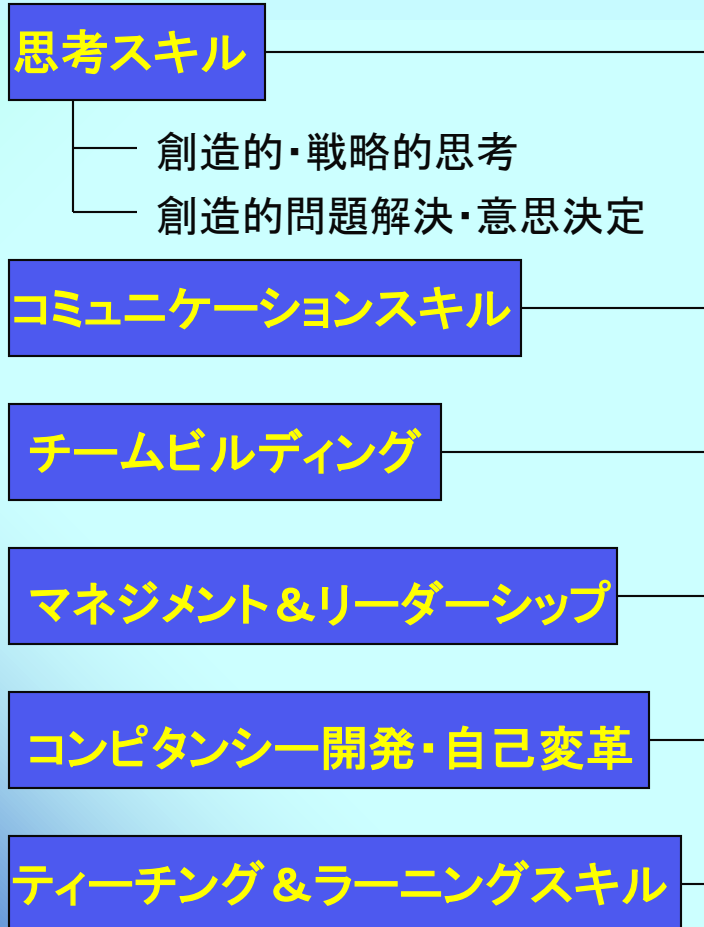 思考スキル
創造的・戦略的思考
創造的問題解決・意思決定
コミュニケーションスキル
チームビルディング
マネジメント＆リーダーシップ
コンピタンシー開発・自己変革
ティーチング＆ラーニングスキル